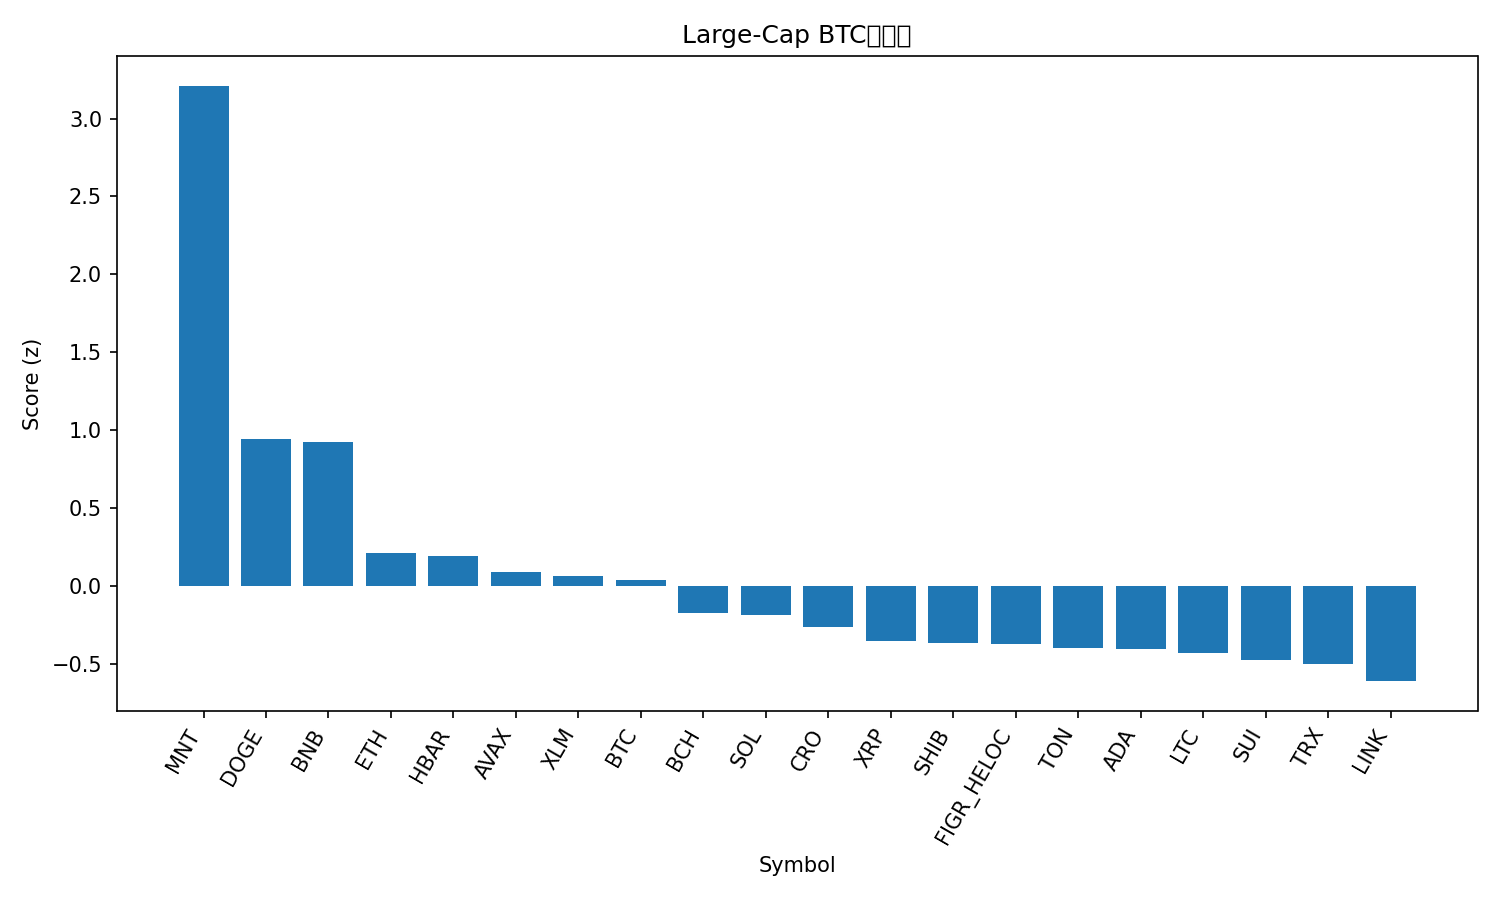 Large-Cap BTC
Score (z)
3.0
2.5
2.0
1.5
1.0
0.5
0.0
−0.5
MNT
DOGE
BNB
ETH
HBAR
AVAX
XLM
BTC
BCH
SOL
CRO
XRP
SHIB
FIGR_HELOC
TON
ADA
LTC
SUI
TRX
LINK
Symbol